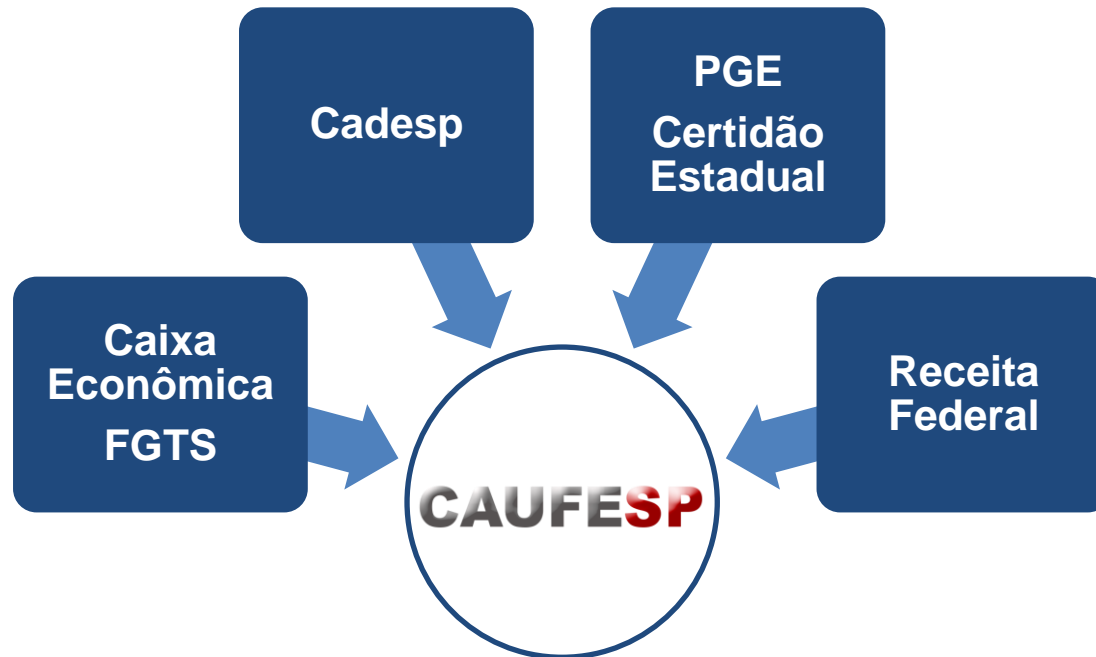 Cadesp
PGE
Certidão
Estadual
Caixa
Econômica
FGTS
Receita
Federal
CAUFESP